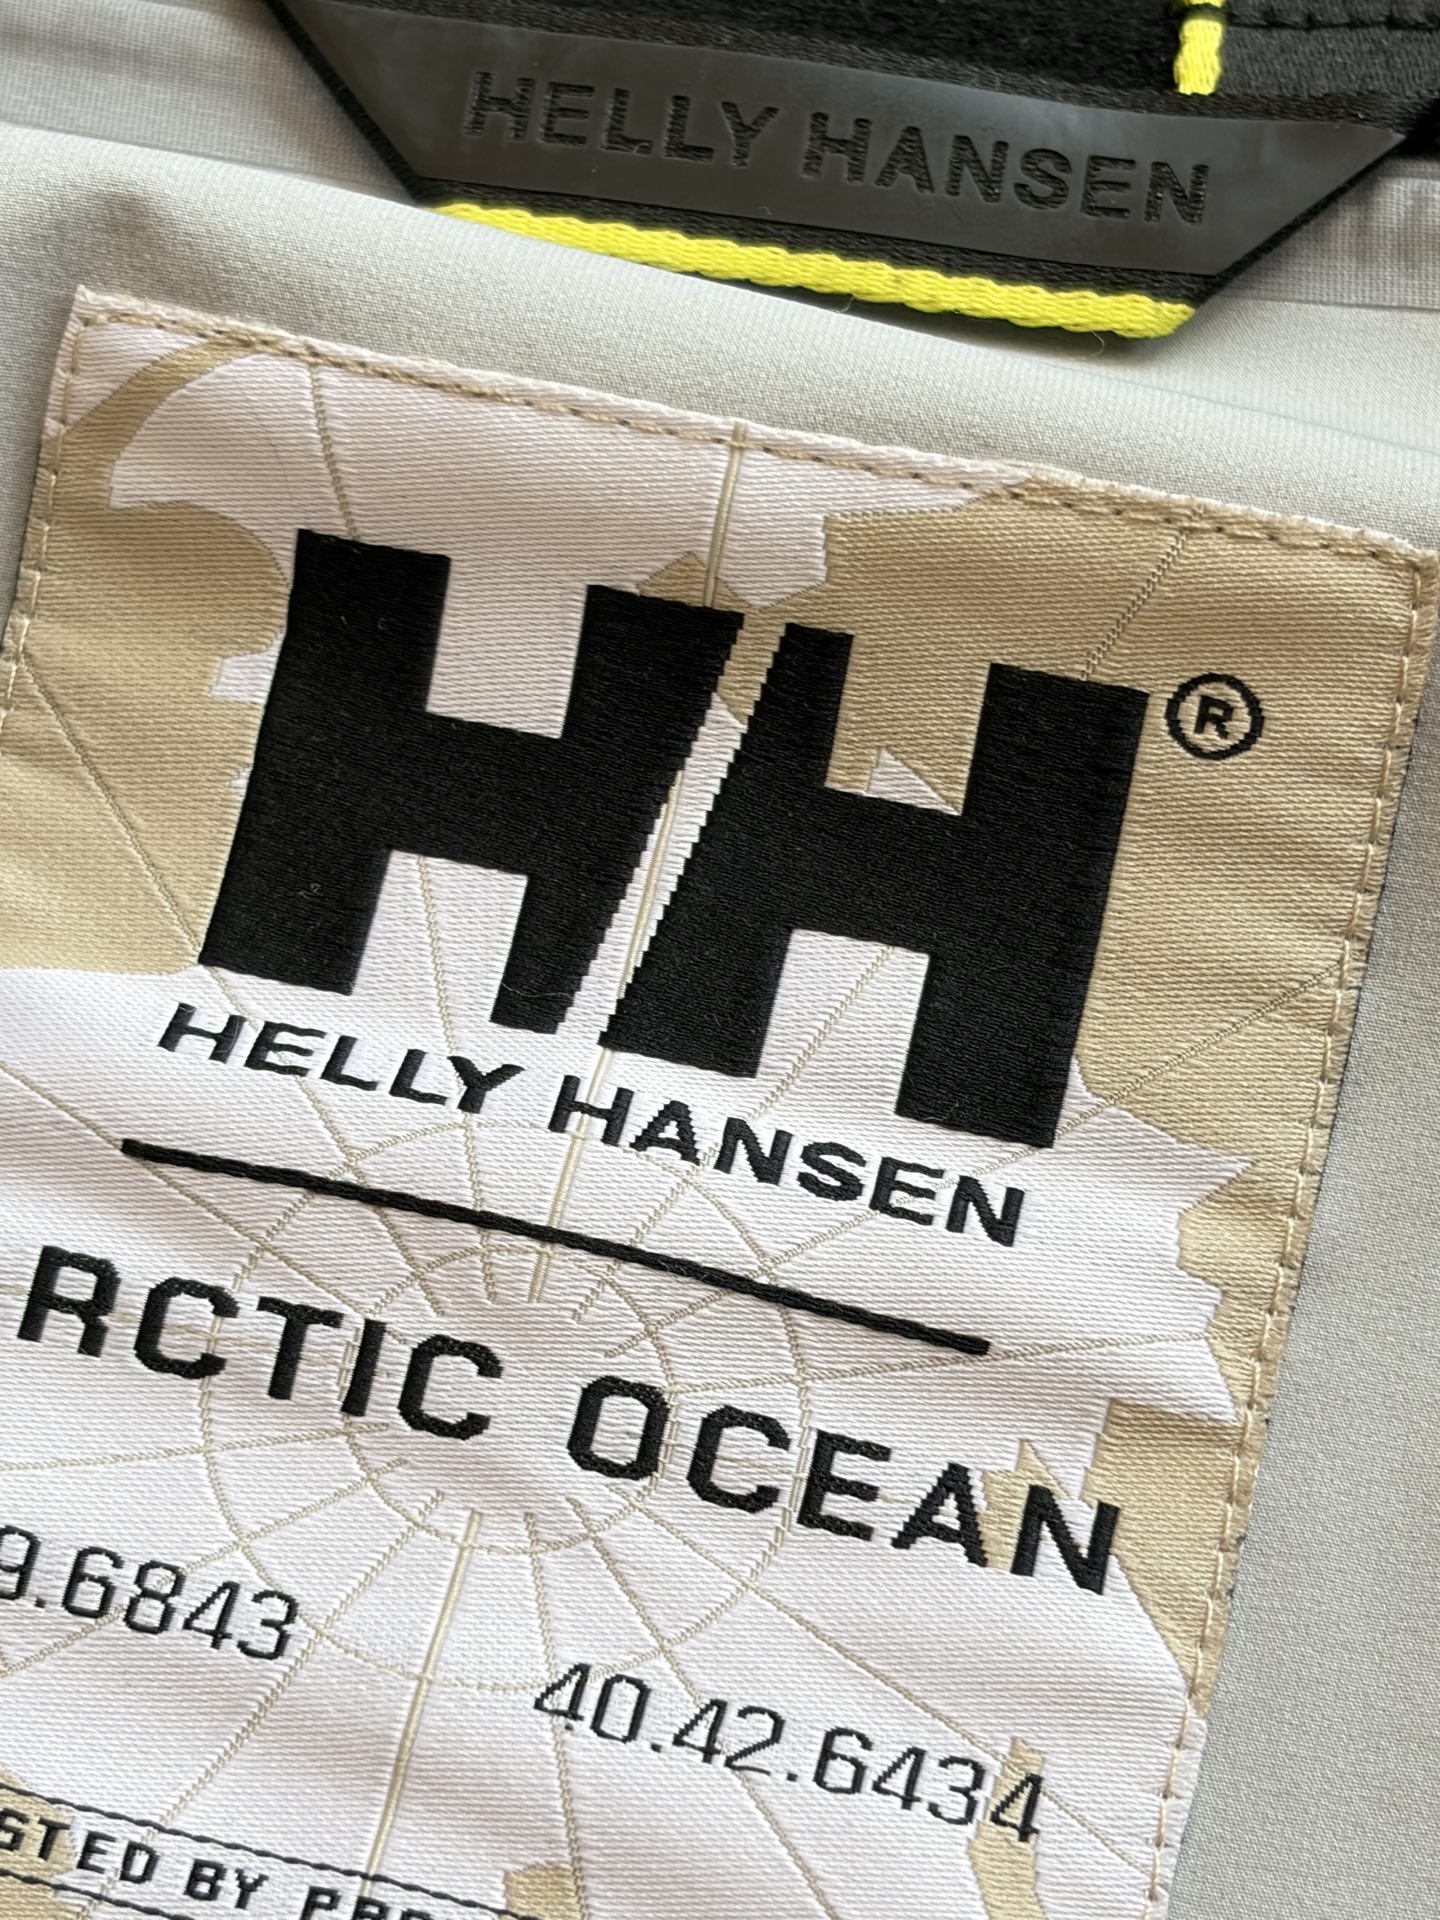 HELLY HANSEN
HH®
HELLY HANSEN
RCTIC OCEAN
9.6843
40.42.6434
STED BY